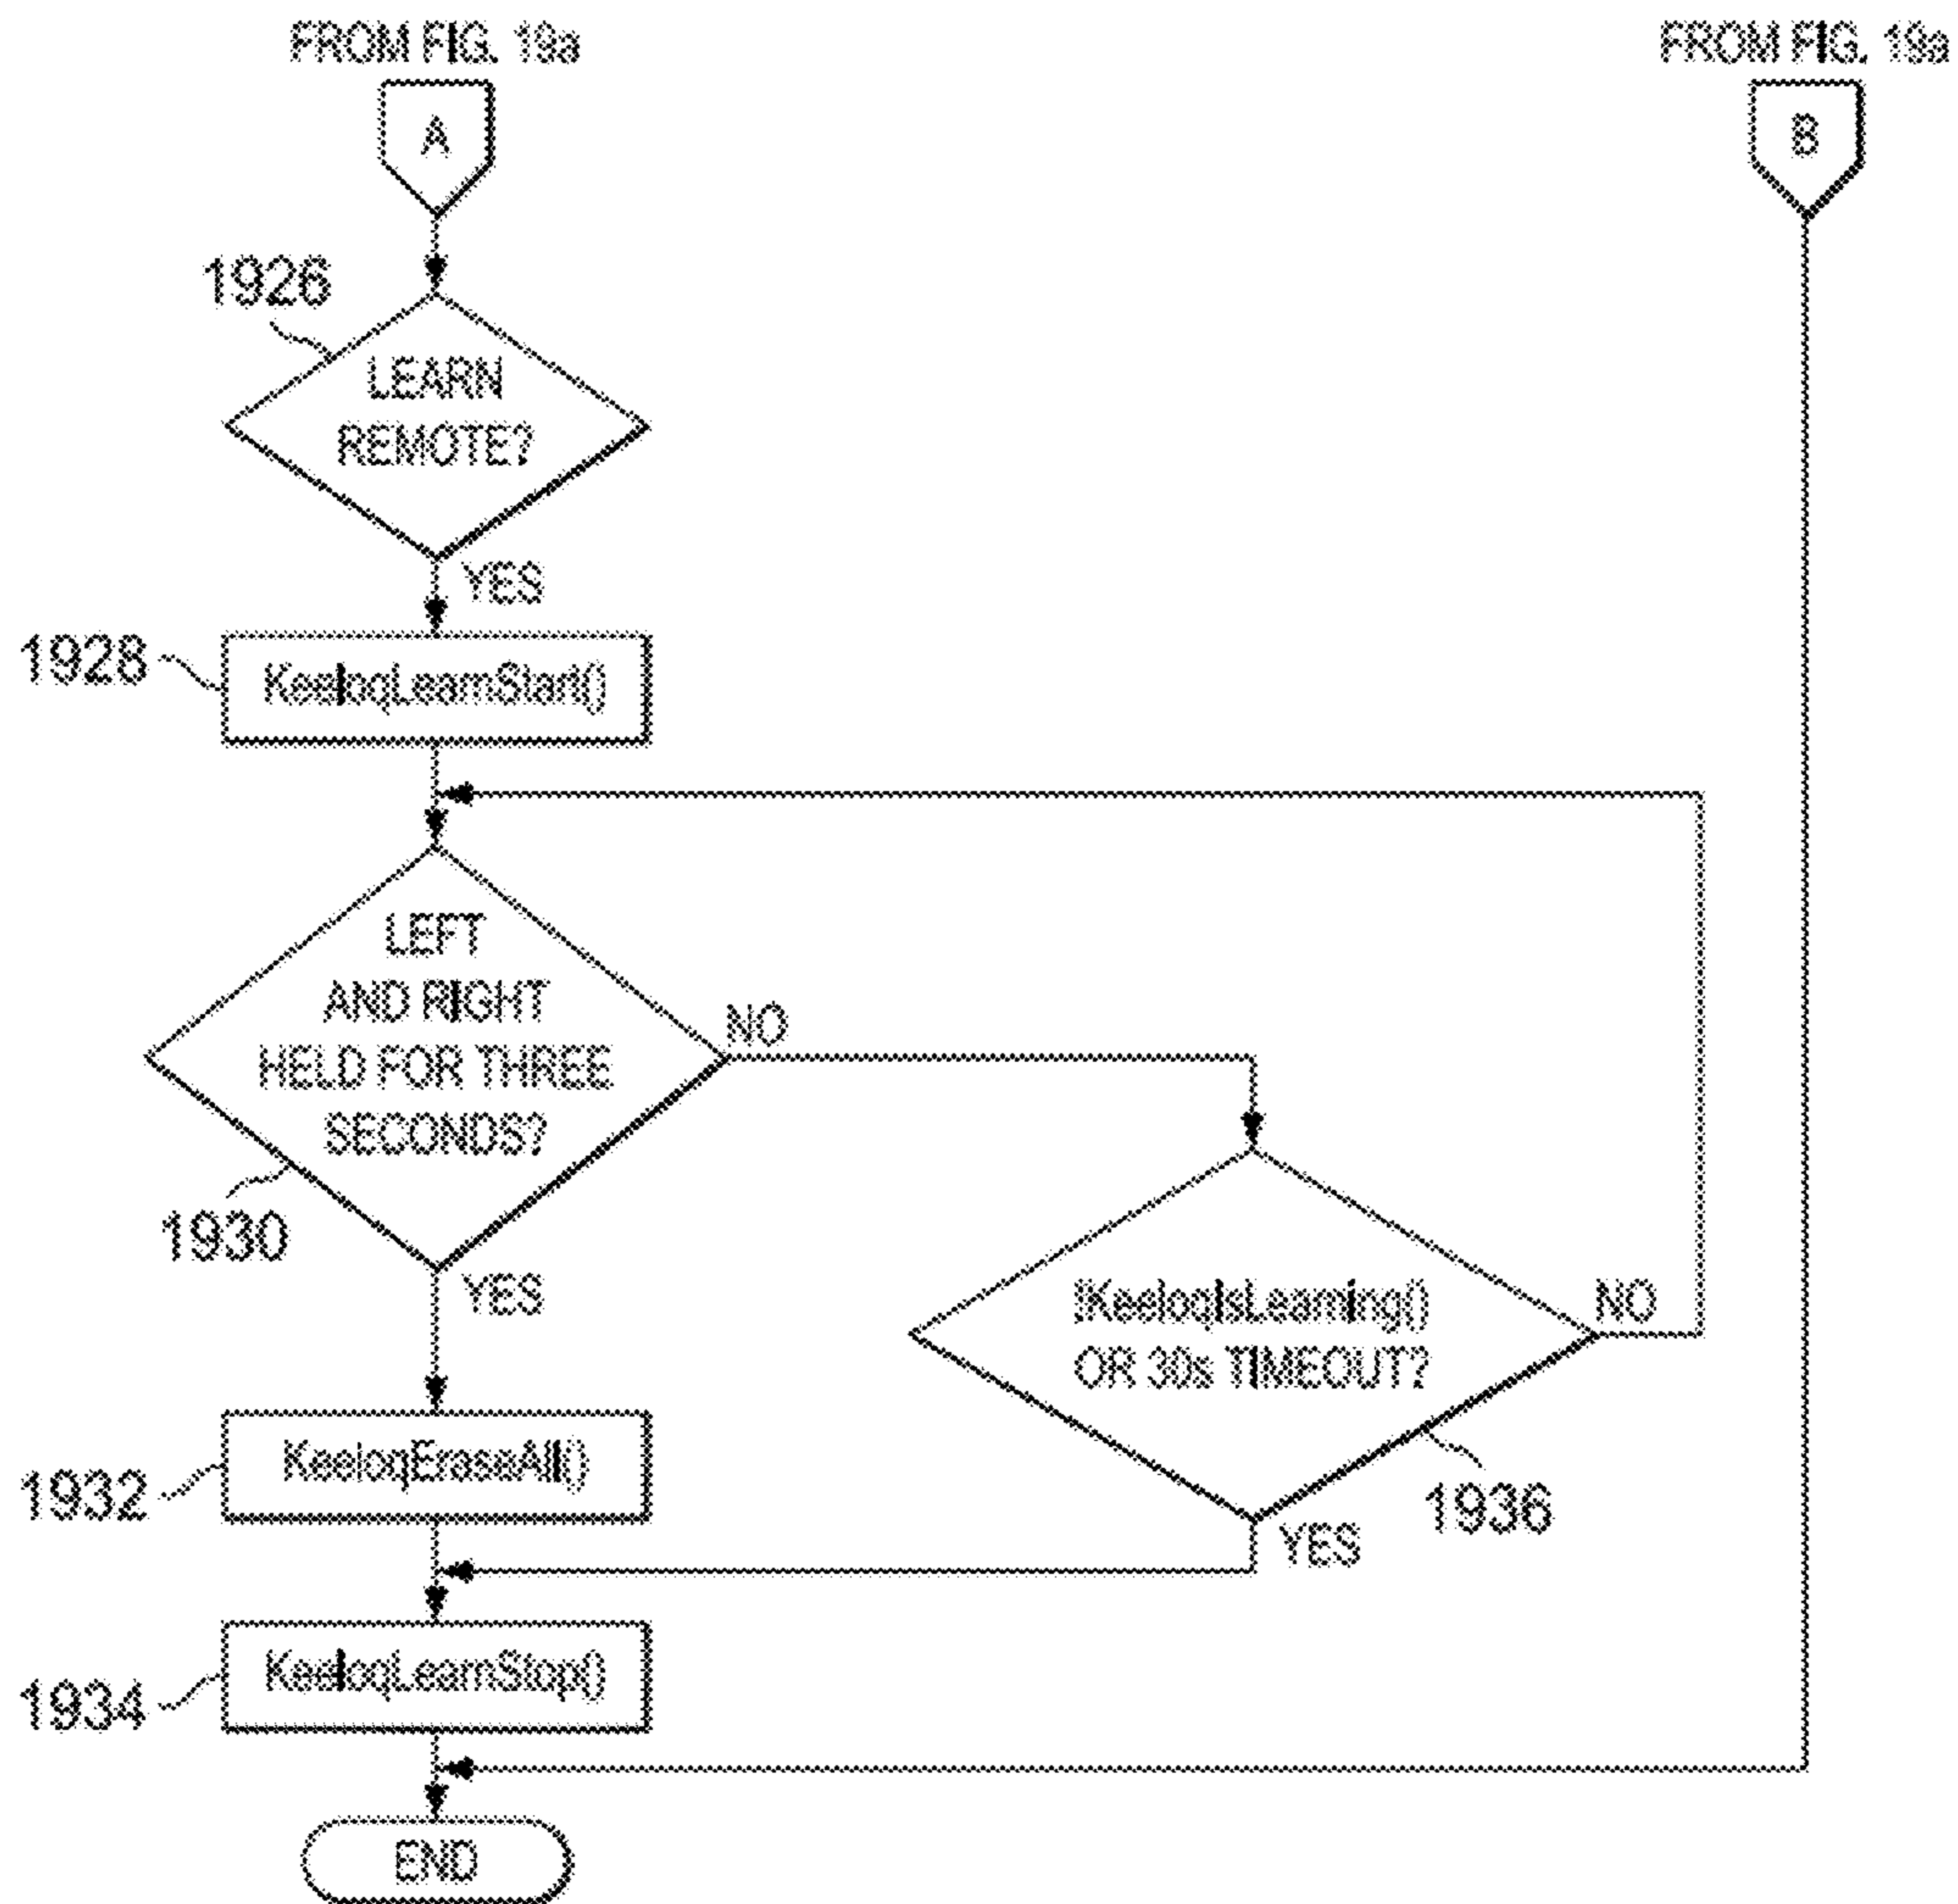 FROM FIG. 19a
FROM FIG. 19a
A
B
1926
LEARN
REMOTE?
YES
1928
KeeloqLearnStart()
LEFT
AND RIGHT
HELD FOR THREE
SECONDS?
NO
1930
YES
!KeeloqIsLearning()
OR 30s TIMEOUT?
NO
1936
YES
1932
KeeloqEraseAll()
1934
KeeloqLearnStop()
END